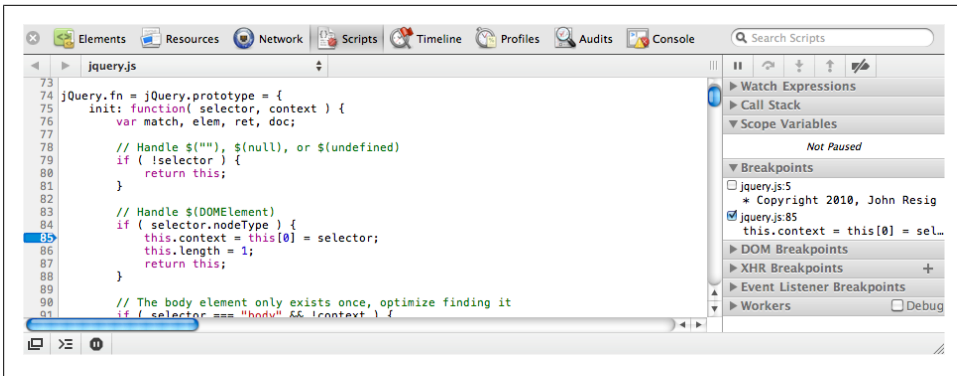 Elements Resources Network Scripts Timeline Profiles Audits Console Search Scripts
jquery.js
73
74 jQuery.fn = jQuery.prototype = {
75     init: function( selector, context ) {
76         var match, elem, ret, doc;
77
78         // Handle $(""), $(null), or $(undefined)
79         if ( !selector ) {
80             return this;
81         }
82
83         // Handle $(DOMElement)
84         if ( selector.nodeType ) {
85             this.context = this[0] = selector;
86             this.length = 1;
87             return this;
88         }
89
90         // The body element only exists once, optimize finding it
91         if ( selector === "body" && !context ) {
Watch Expressions
Call Stack
Scope Variables
Not Paused
Breakpoints
jquery.js:5
* Copyright 2010, John Resig
jquery.js:85
this.context = this[0] = sel…
DOM Breakpoints
XHR Breakpoints +
Event Listener Breakpoints
Workers Debug